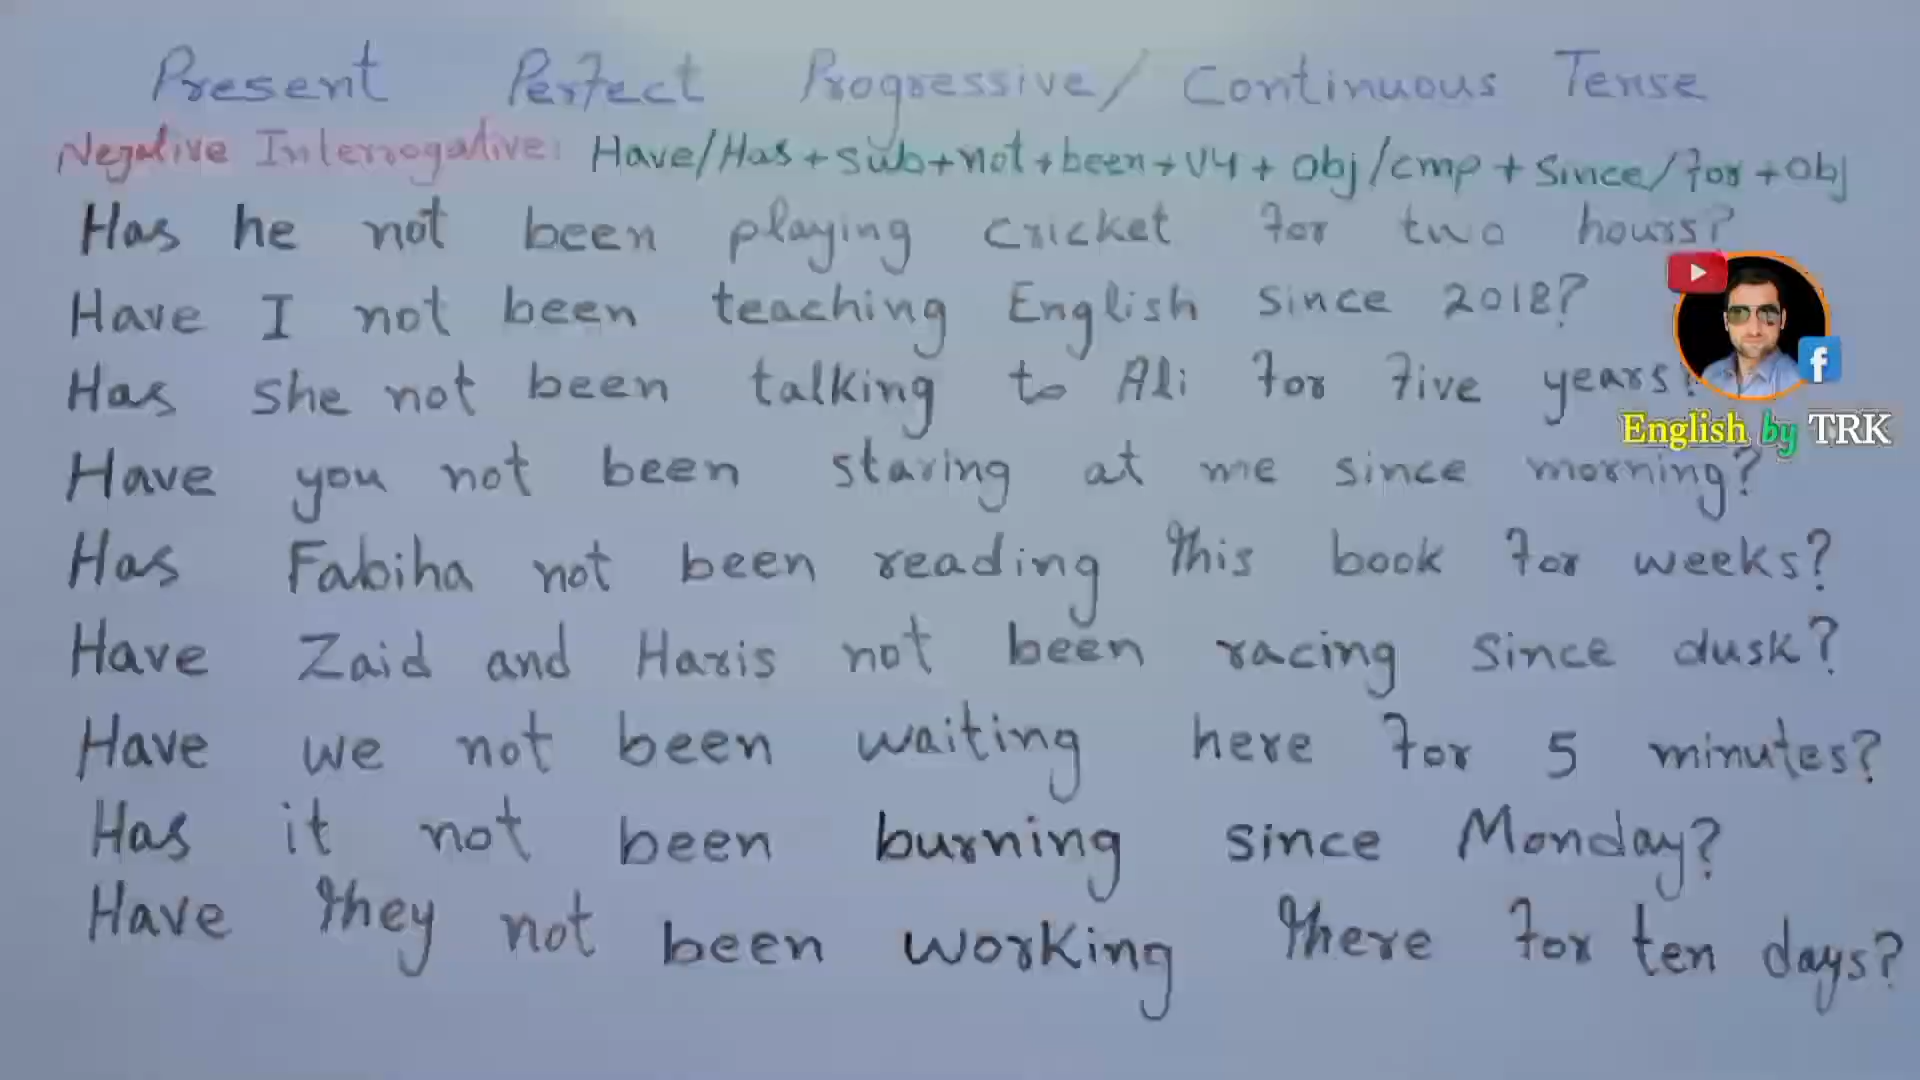 Present Perfect Progressive/Continuous Tense
Negative Interrogative: Have/Has+sub+not+been+V4+obj/cmp+since/for+obj
Has he not been playing cricket for two hours?
Have I not been teaching English since 2018?
Has she not been talking to Ali for five years?
English by TRK
Have you not been staring at me since morning?
Has Fabiha not been reading this book for weeks?
Have Zaid and Haris not been racing since dusk?
Have we not been waiting here for 5 minutes?
Has it not been burning since Monday?
Have they not been working there for ten days?